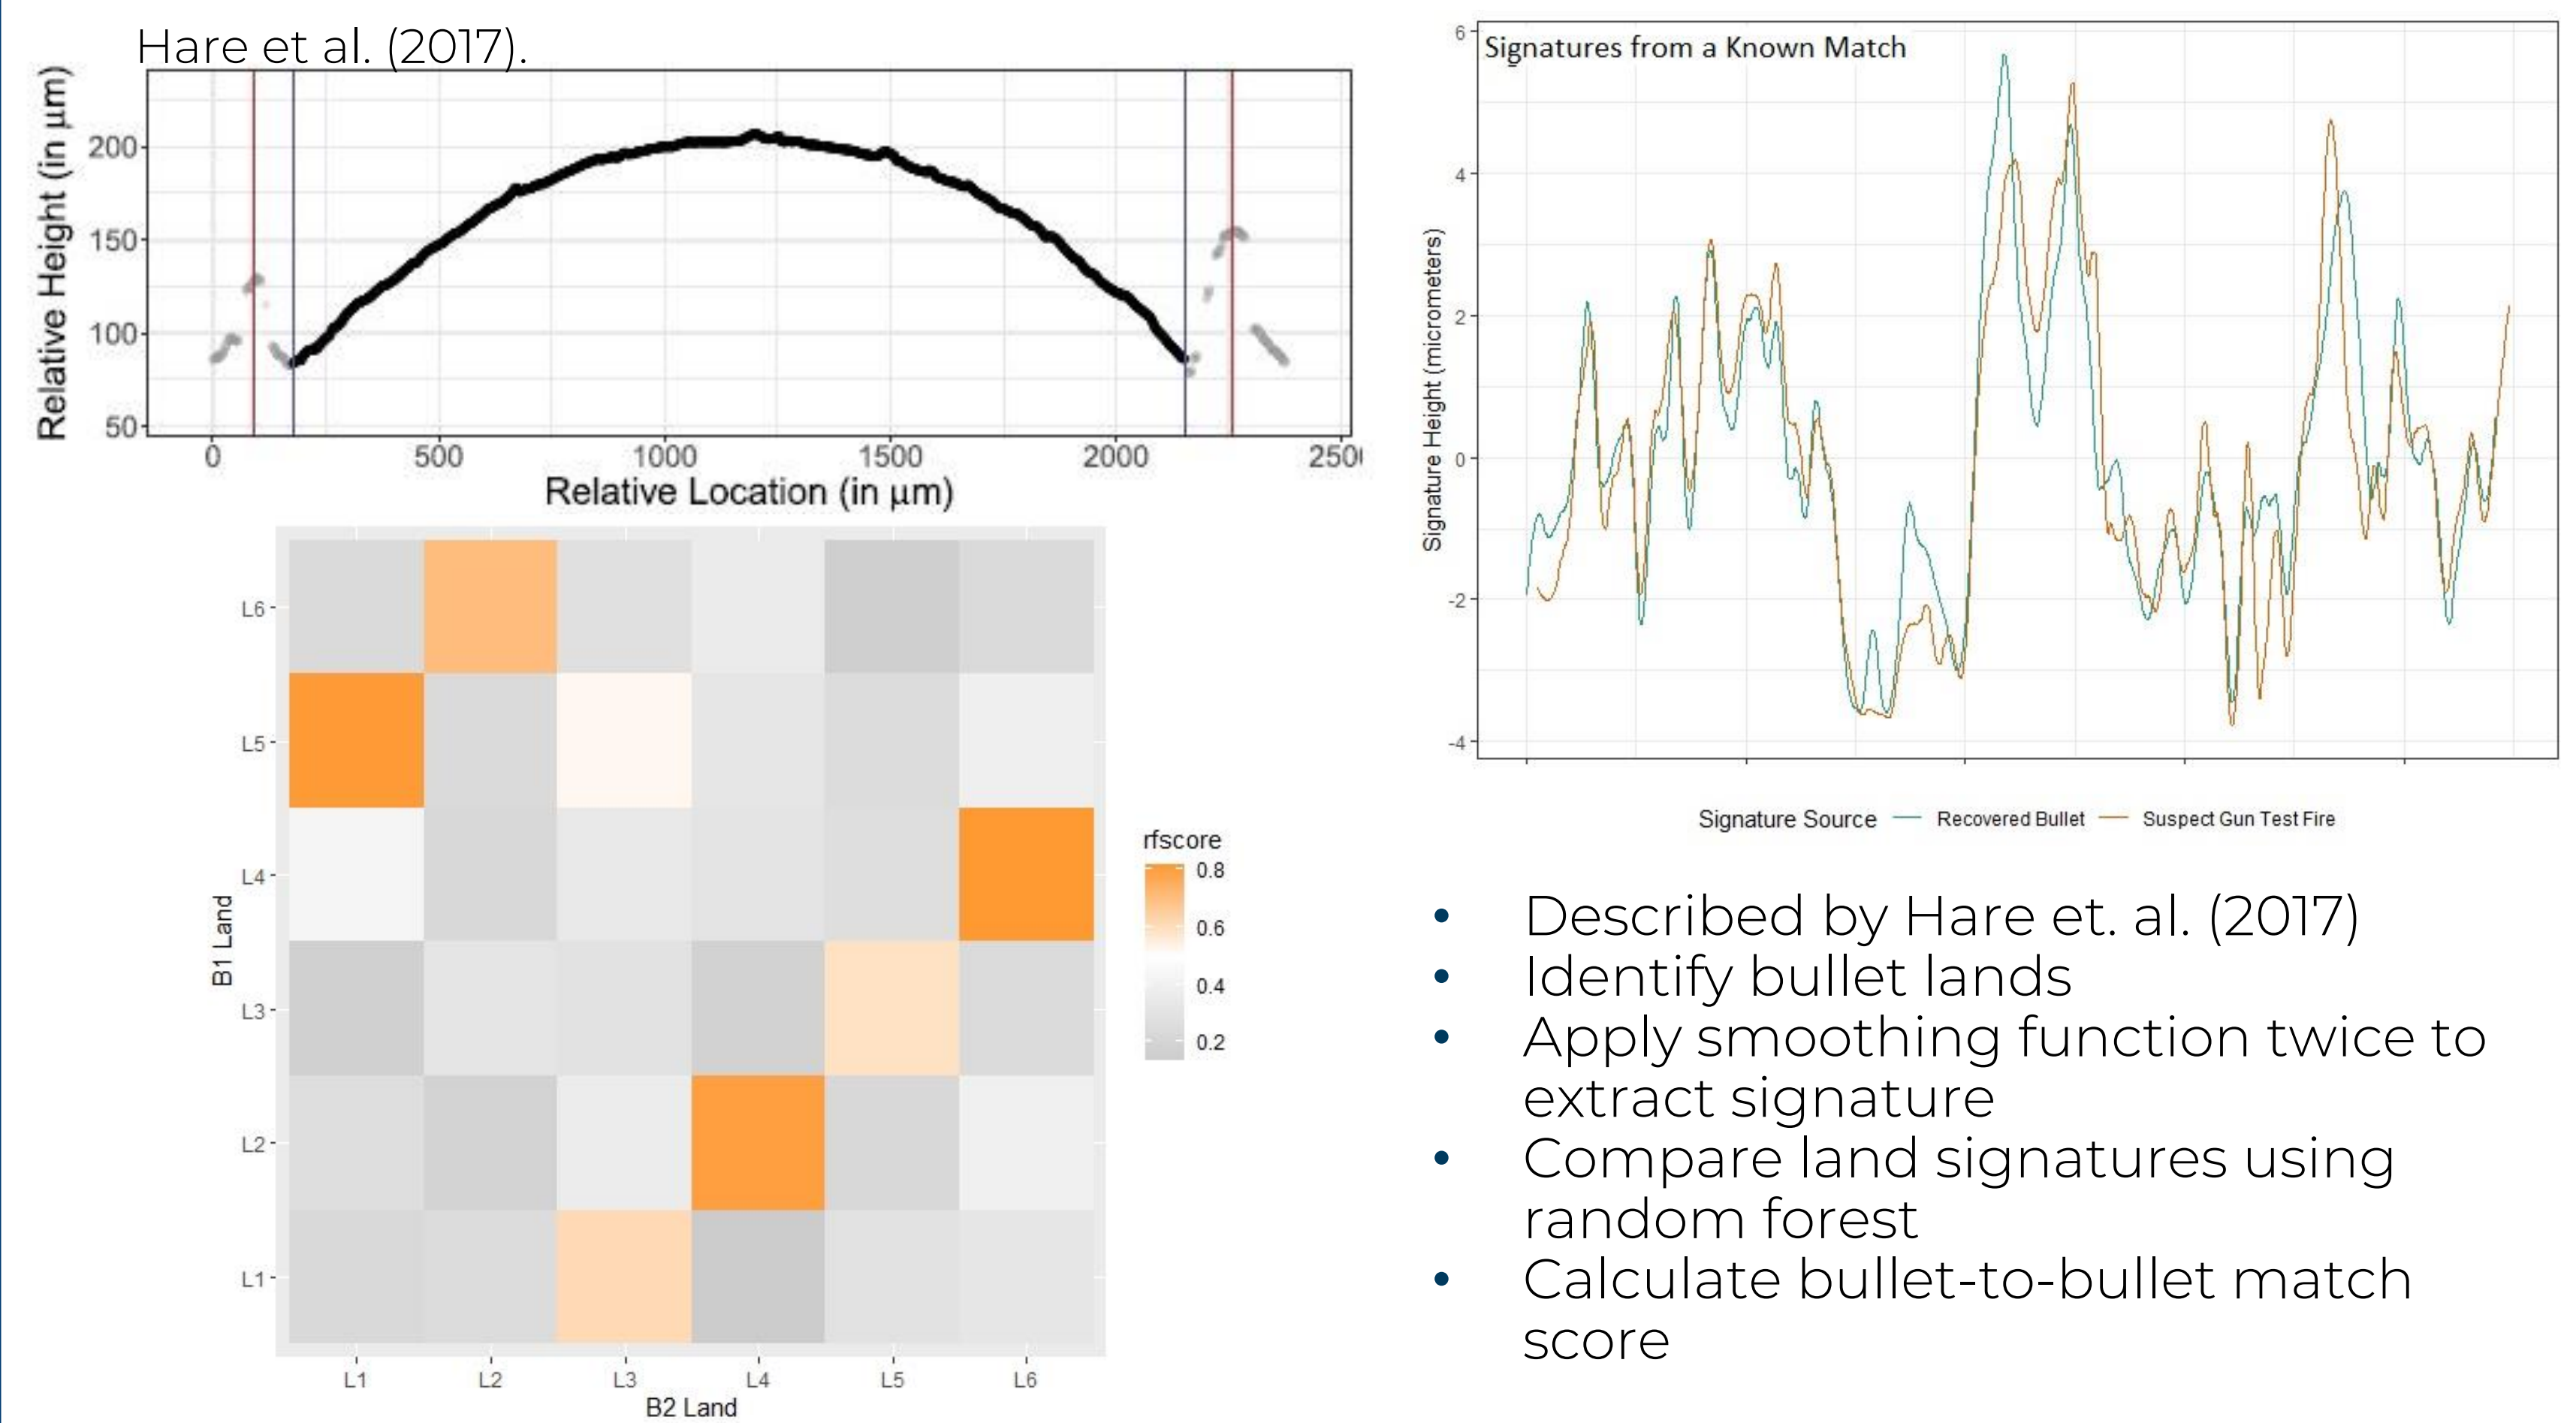 Hare et al. (2017).
Relative Height (in μm)
200
150
100
50
0
500
1000
1500
2000
250
Relative Location (in μm)
B1 Land
L6
L5
L4
L3
L2
L1
L1
L2
L3
L4
L5
L6
B2 Land
rfscore
0.8
0.6
0.4
0.2
Signatures from a Known Match
Signature Height (micrometers)
6
4
2
0
-2
-4
Signature Source
Recovered Bullet
Suspect Gun Test Fire
• Described by Hare et. al. (2017)
• Identify bullet lands
• Apply smoothing function twice to
extract signature
• Compare land signatures using
random forest
• Calculate bullet-to-bullet match
score